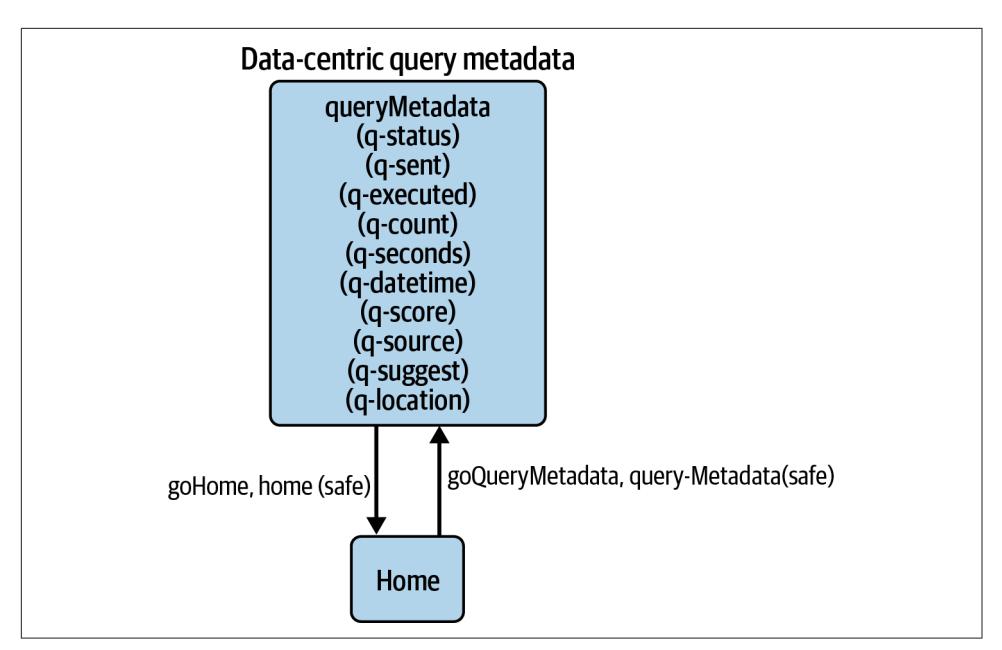 Data-centric query metadata
queryMetadata
(q-status)
(q-sent)
(q-executed)
(q-count)
(q-seconds)
(q-datetime)
(q-score)
(q-source)
(q-suggest)
(q-location)
goHome, home (safe)
goQueryMetadata, query-Metadata(safe)
Home